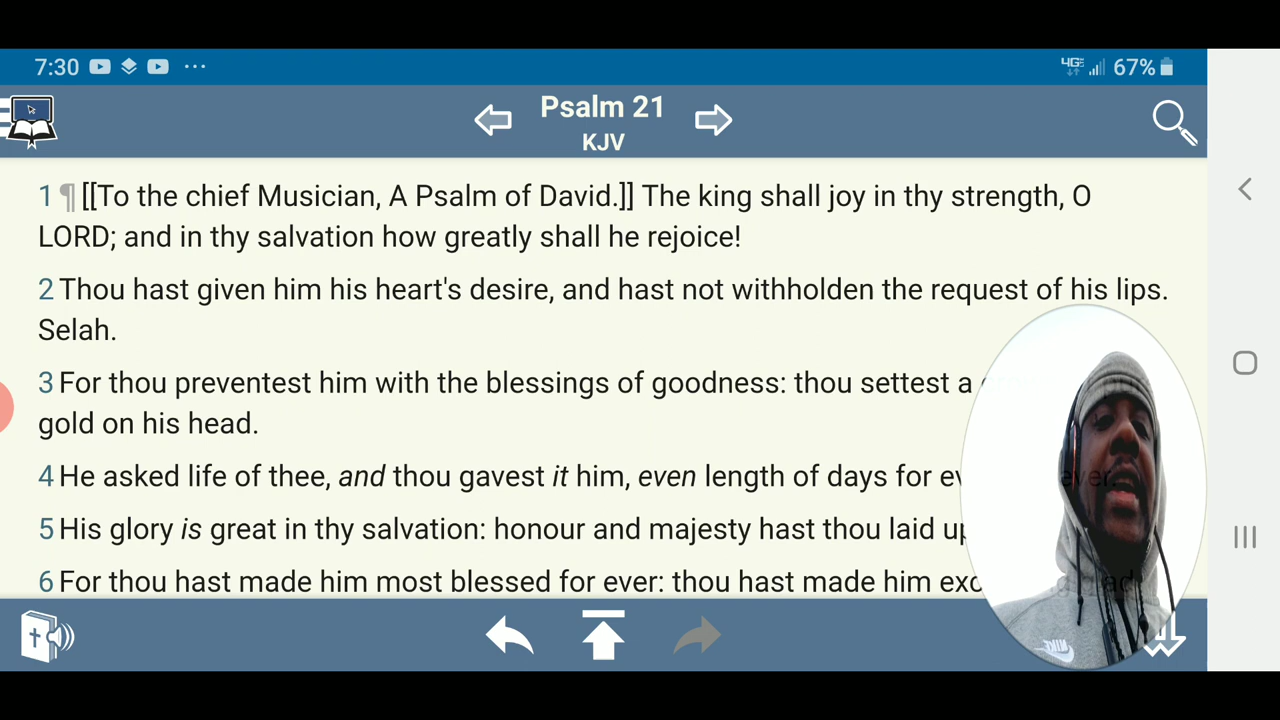 7:30 ...
4GE 67%
Psalm 21
KJV
1 ¶ [[To the chief Musician, A Psalm of David.]] The king shall joy in thy strength, O
LORD; and in thy salvation how greatly shall he rejoice!
2 Thou hast given him his heart's desire, and hast not withholden the request of his lips.
Selah.
3 For thou preventest him with the blessings of goodness: thou settest a
gold on his head.
4 He asked life of thee, and thou gavest it him, even length of days for ever.
5 His glory is great in thy salvation: honour and majesty hast thou laid
6 For thou hast made him most blessed for ever: thou hast made him
NIKE